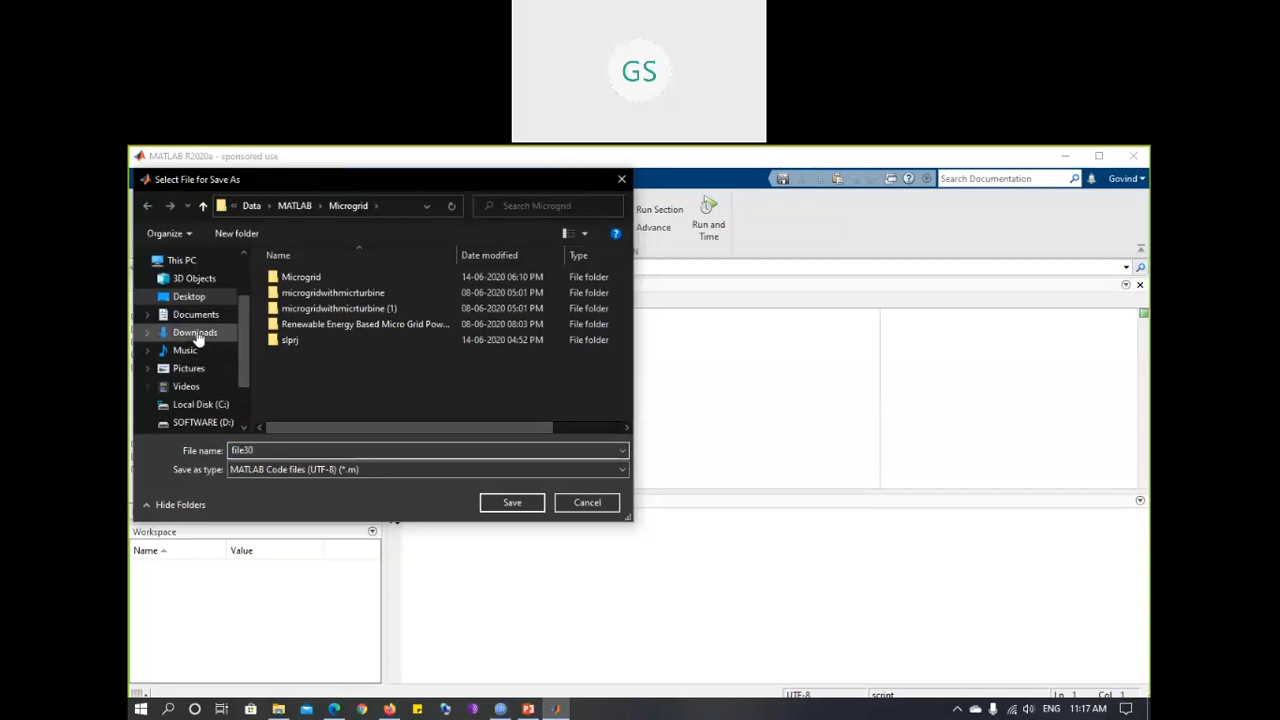 GS
MATLAB R2020a - sponsored use
Select File for Save As
Search Documentation
Govind
Data > MATLAB > Microgrid >
Search Microgrid
Run Section
Advance
Run and
Time
Organize
New folder
Name
Date modified
Type
This PC
3D Objects
Desktop
Documents
Downloads
Music
Pictures
Videos
Local Disk (C:)
SOFTWARE (D:)
Microgrid 14-06-2020 06:10 PM File folder
microgridwithmicrturbine 08-06-2020 05:01 PM File folder
microgridwithmicrturbine (1) 08-06-2020 05:01 PM File folder
Renewable Energy Based Micro Grid Pow... 08-06-2020 08:03 PM File folder
slprj 14-06-2020 04:52 PM File folder
File name: file30
Save as type: MATLAB Code files (UTF-8) (*.m)
Hide Folders
Save
Cancel
Workspace
Name
Value
UTF-8
script
Ln 1
Col 1
ENG
11:17 AM